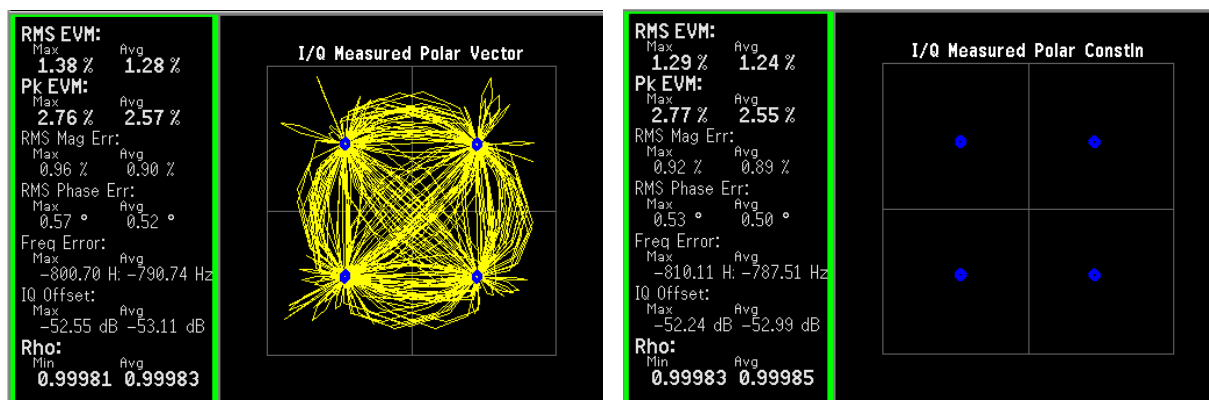 RMS EVM:
Max Avg
1.38 % 1.28 %
Pk EVM:
Max Avg
2.76 % 2.57 %
RMS Mag Err:
Max Avg
0.96 % 0.90 %
RMS Phase Err:
Max Avg
0.57 ° 0.52 °
Freq Error:
Max Avg
-800.70 H: -790.74 Hz
IQ Offset:
Max Avg
-52.55 dB -53.11 dB
Rho:
Min Avg
0.99981 0.99983
I/Q Measured Polar Vector
RMS EVM:
Max Avg
1.29 % 1.24 %
Pk EVM:
Max Avg
2.77 % 2.55 %
RMS Mag Err:
Max Avg
0.92 % 0.89 %
RMS Phase Err:
Max Avg
0.53 ° 0.50 °
Freq Error:
Max Avg
-810.11 H: -787.51 Hz
IQ Offset:
Max Avg
-52.24 dB -52.99 dB
Rho:
Min Avg
0.99983 0.99985
I/Q Measured Polar Constln